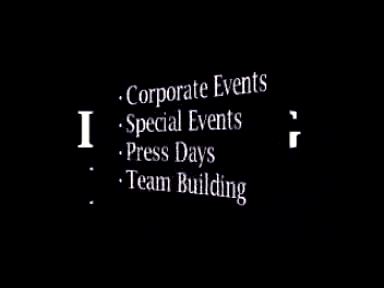 · Corporate Events
· Special Events
· Press Days
· Team Building